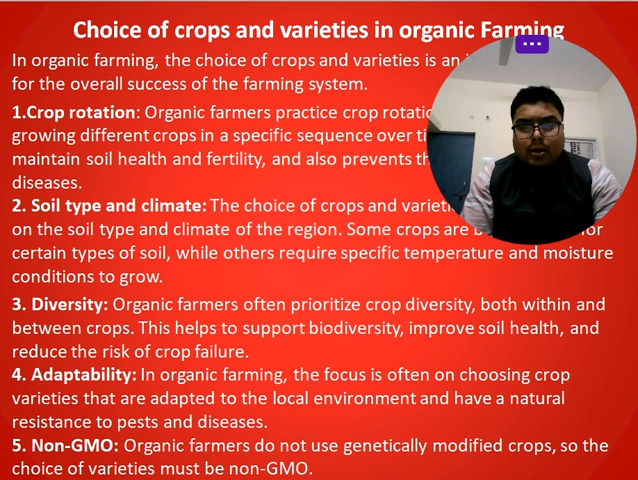 Choice of crops and varieties in organic Farming
In organic farming, the choice of crops and varieties is an
for the overall success of the farming system.
1.Crop rotation: Organic farmers practice crop
growing different crops in a specific sequence over
maintain soil health and fertility, and also prevents
diseases.
2. Soil type and climate: The choice of crops and
on the soil type and climate of the region. Some crops are
certain types of soil, while others require specific temperature and moisture
conditions to grow.
3. Diversity: Organic farmers often prioritize crop diversity, both within and
between crops. This helps to support biodiversity, improve soil health, and
reduce the risk of crop failure.
4. Adaptability: In organic farming, the focus is often on choosing crop
varieties that are adapted to the local environment and have a natural
resistance to pests and diseases.
5. Non-GMO: Organic farmers do not use genetically modified crops, so the
choice of varieties must be non-GMO.